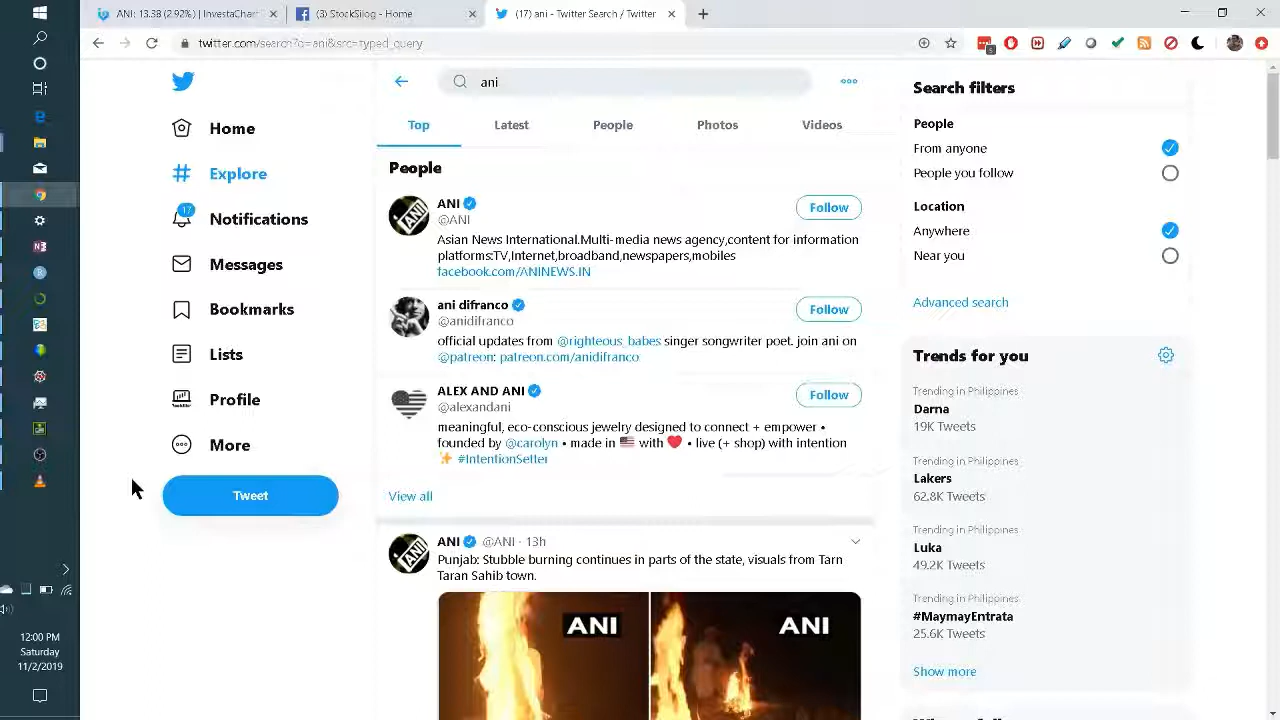 ANI: 13.38 (2.92%) | InvestaChar
(3) StockSilog - Home
(17) ani - Twitter Search / Twitter
twitter.com/search?q=ani&src=typed_query
5
ani
Home
Explore
17
Notifications
Messages
Bookmarks
Lists
Profile
More
Tweet
Top
Latest
People
Photos
Videos
People
ANI
@ANI
Follow
Asian News International.Multi-media news agency,content for information
platforms:TV,Internet,broadband,newspapers,mobiles
facebook.com/ANINEWS.IN
ani difranco
@anidifranco
Follow
official updates from @righteous_babes singer songwriter poet. join ani on
@patreon: patreon.com/anidifranco
ALEX AND ANI
@alexandani
Follow
meaningful, eco-conscious jewelry designed to connect + empower •
founded by @carolyn • made in 🇺🇸 with ❤️ • live (+ shop) with intention
✨ #IntentionSetter
View all
ANI @ANI · 13h
Punjab: Stubble burning continues in parts of the state, visuals from Tarn
Taran Sahib town.
ANI
ANI
Search filters
People
From anyone
People you follow
Location
Anywhere
Near you
Advanced search
Trends for you
Trending in Philippines
Darna
19K Tweets
Trending in Philippines
Lakers
62.8K Tweets
Trending in Philippines
Luka
49.2K Tweets
Trending in Philippines
#MaymayEntrata
25.6K Tweets
Show more
12:00 PM
Saturday
11/2/2019